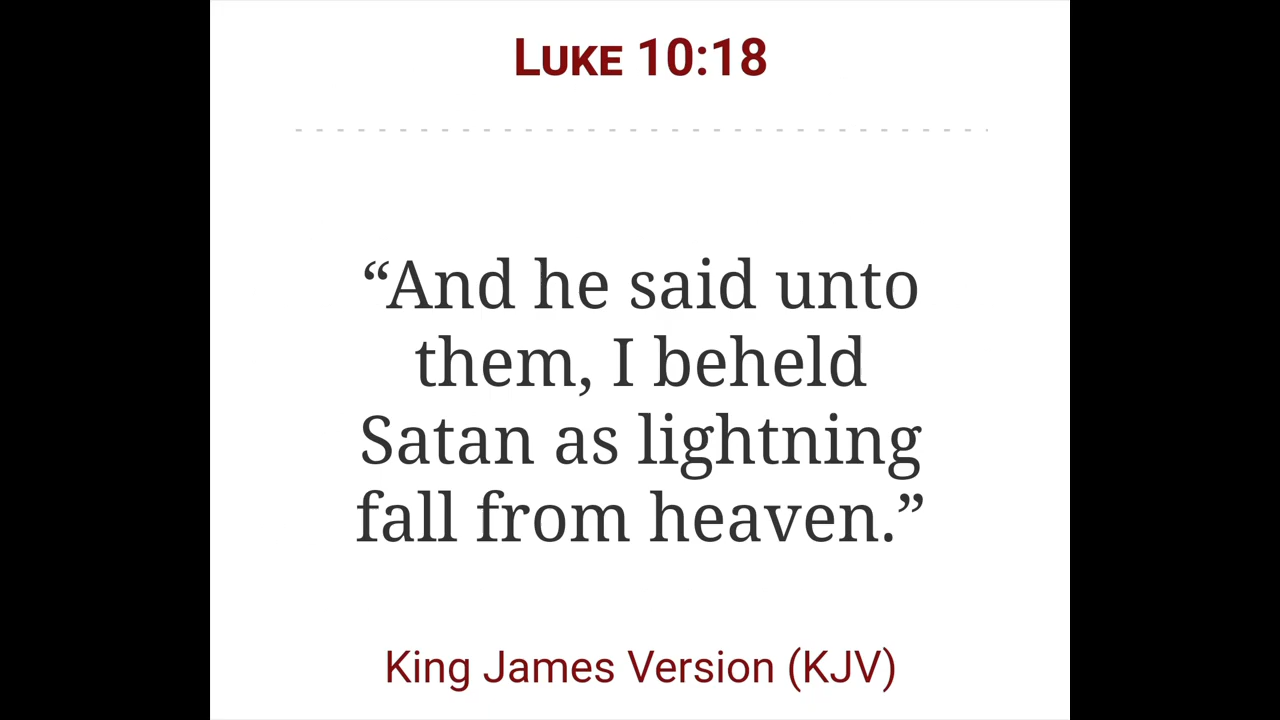 Luke 10:18
“And he said unto
them, I beheld
Satan as lightning
fall from heaven.”
King James Version (KJV)